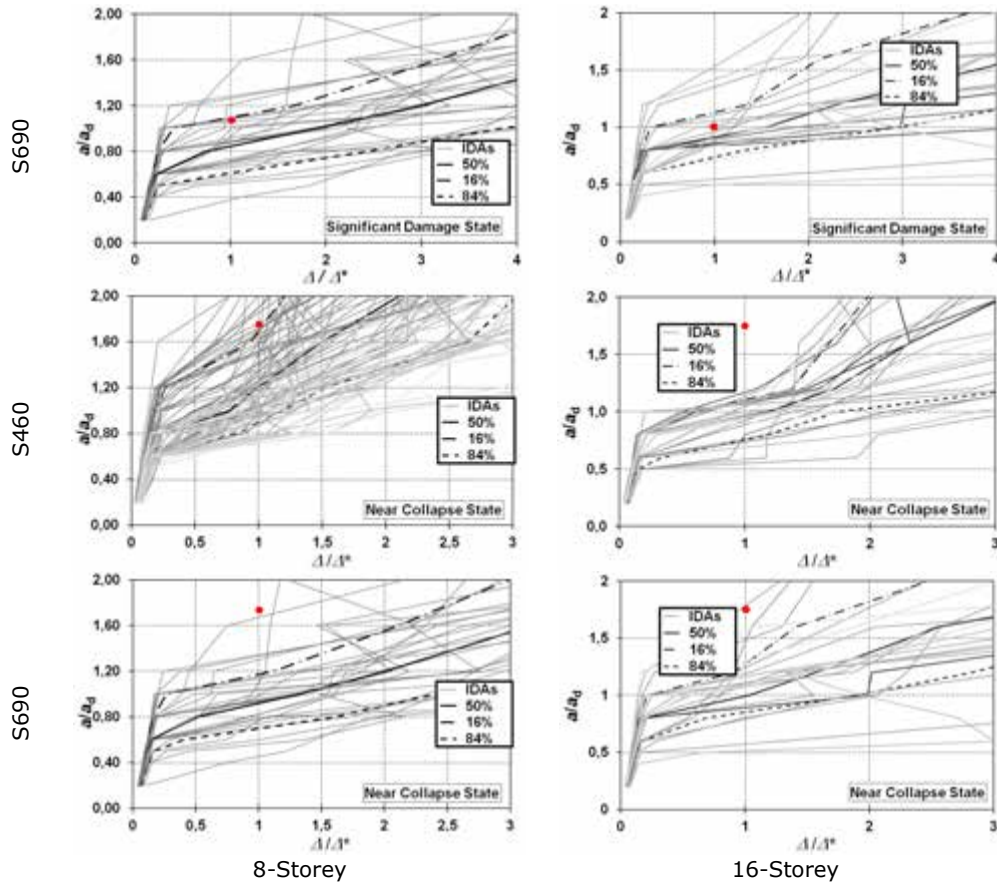 S690
2,00
1,60
1,20
0,80
0,40
0,00
a/ad
0
1
2
3
4
Δ/Δ*
IDAs
50%
16%
84%
Significant Damage State
2
1,5
1
0,5
0
a/ad
0
1
2
3
4
Δ/Δ*
IDAs
50%
16%
84%
Significant Damage State
S460
2,00
1,60
1,20
0,80
0,40
0,00
a/ad
0
0,5
1
1,5
2
2,5
3
Δ/Δ*
IDAs
50%
16%
84%
Near Collapse State
2,0
1,5
1,0
0,5
0,0
a/ad
0
1
2
3
Δ/Δ*
IDAs
50%
16%
84%
Near Collapse State
S690
2,00
1,60
1,20
0,80
0,40
0,00
a/ad
0
0,5
1
1,5
2
2,5
3
Δ/Δ*
IDAs
50%
16%
84%
Near Collapse State
2
1,5
1
0,5
0
a/ad
0
1
2
3
Δ/Δ*
IDAs
50%
16%
84%
Near Collapse State
8-Storey
16-Storey